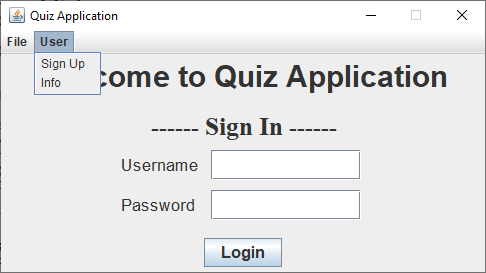 Quiz Application
File User
Sign Up
Info
come to Quiz Application
------ Sign In ------
Username
Password
Login